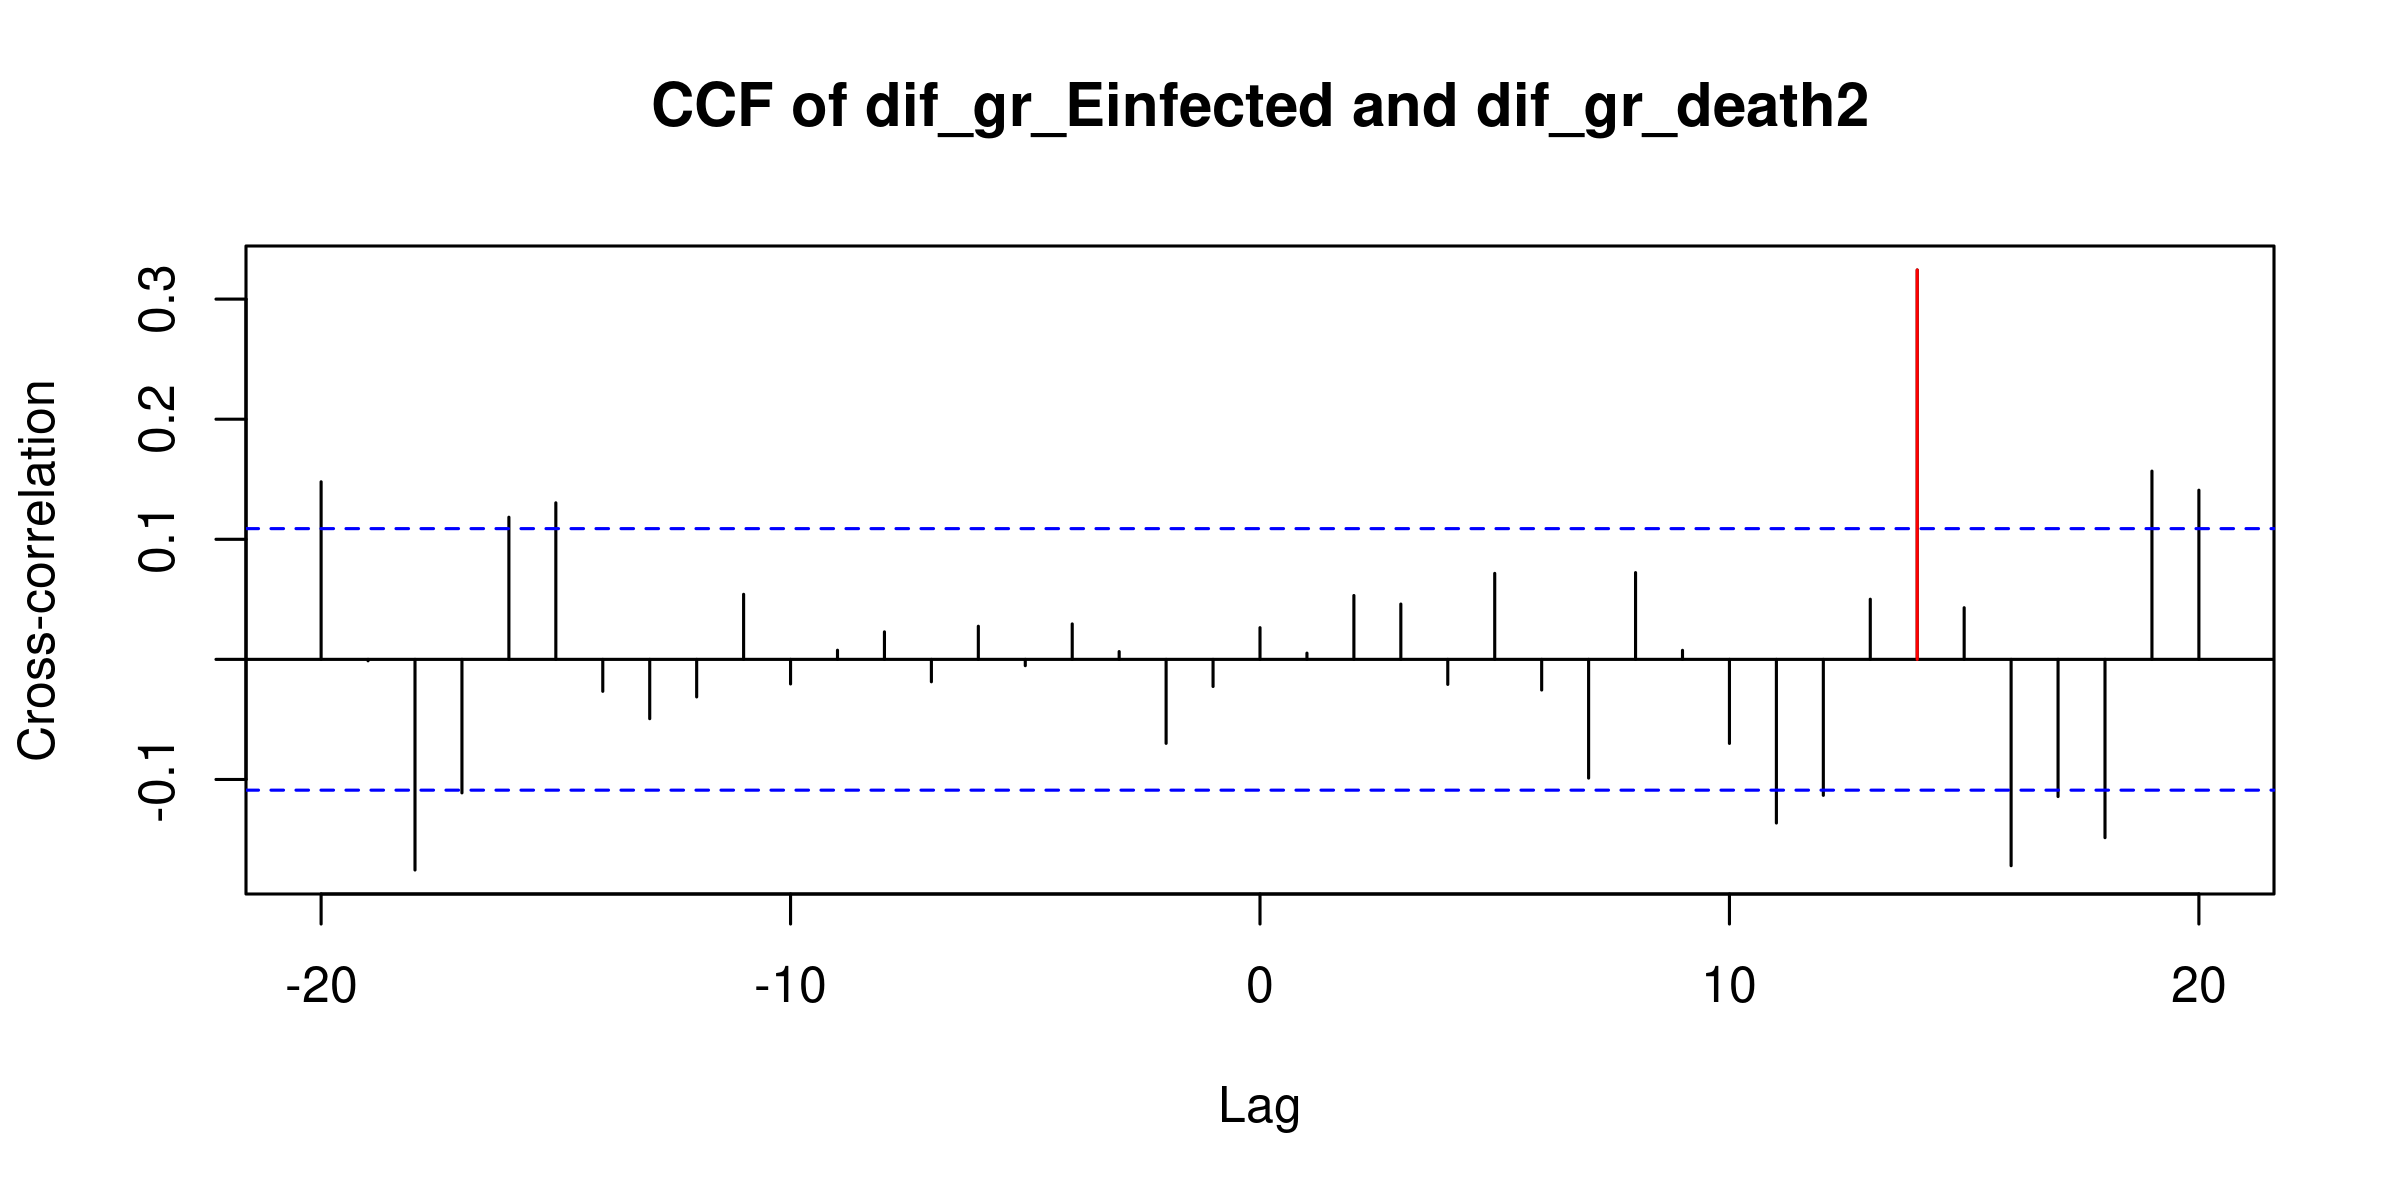 CCF of dif_gr_Einfected and dif_gr_death2
Cross-correlation
0.3
0.2
0.1
-0.1
-20 -10 0 10 20
Lag